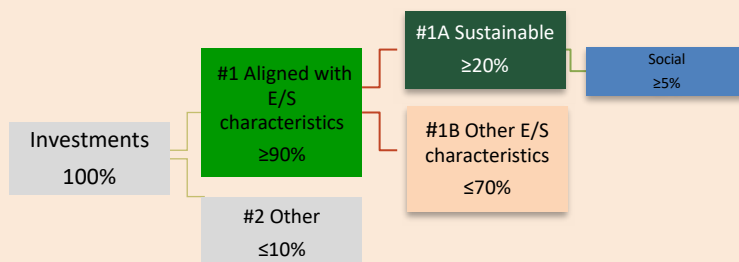 Investments
100%
#1 Aligned with
E/S
characteristics
≥90%
#2 Other
≤10%
#1A Sustainable
≥20%
#1B Other E/S
characteristics
≤70%
Social
≥5%